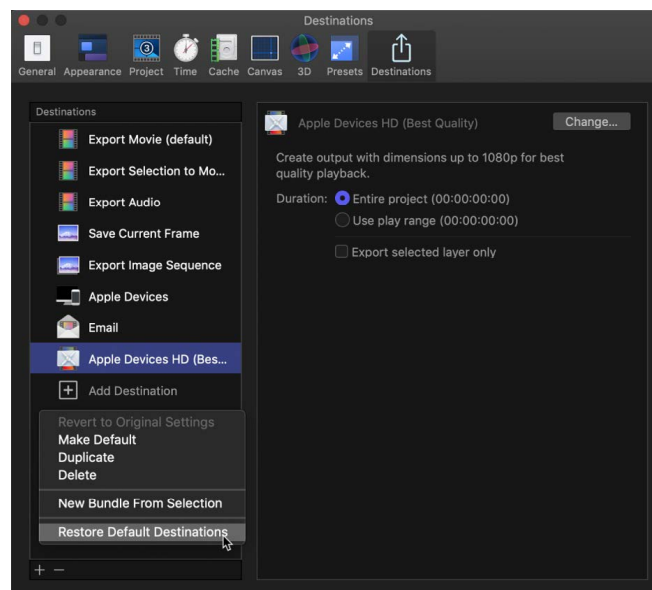 Destinations
General Appearance Project Time Cache Canvas 3D Presets Destinations
3
Destinations
Export Movie (default)
Export Selection to Mo...
Export Audio
Save Current Frame
Export Image Sequence
Apple Devices
Email
Apple Devices HD (Bes...
Add Destination
Revert to Original Settings
Make Default
Duplicate
Delete
New Bundle From Selection
Restore Default Destinations
+ −
Apple Devices HD (Best Quality)
Change...
Create output with dimensions up to 1080p for best
quality playback.
Duration: Entire project (00:00:00:00)
Use play range (00:00:00:00)
Export selected layer only